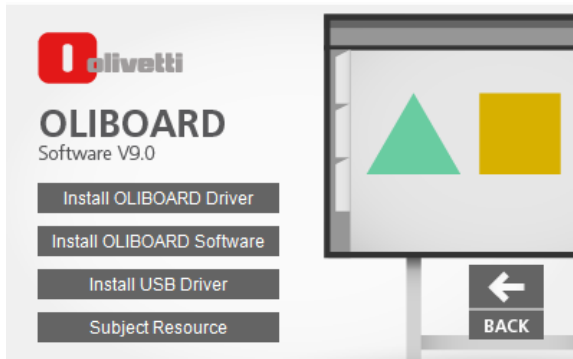 olivetti
OLIBOARD
Software V9.0
Install OLIBOARD Driver
Install OLIBOARD Software
Install USB Driver
Subject Resource
BACK